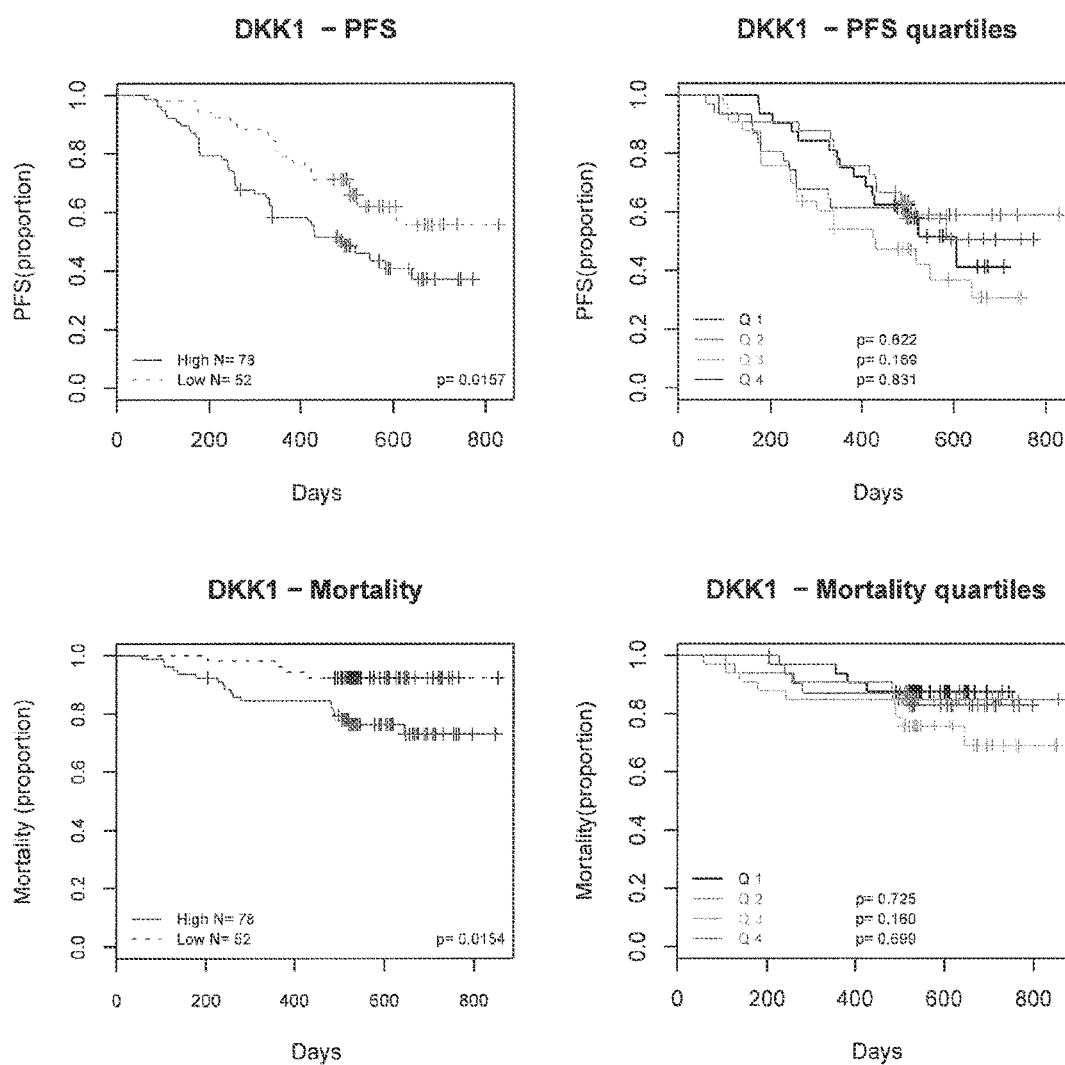 DKK1 – PFS
PFS(proportion)
1.0
0.8
0.6
0.4
0.2
0.0
High N= 78
Low N= 52
p= 0.0157
0 200 400 600 800
Days
DKK1 – PFS quartiles
PFS(proportion)
1.0
0.8
0.6
0.4
0.2
0.0
Q 1
Q 2 p= 0.622
Q 3 p= 0.169
Q 4 p= 0.831
0 200 400 600 800
Days
DKK1 – Mortality
Mortality (proportion)
1.0
0.8
0.6
0.4
0.2
0.0
High N= 78
Low N= 52
p= 0.0154
0 200 400 600 800
Days
DKK1 – Mortality quartiles
Mortality(proportion)
1.0
0.8
0.6
0.4
0.2
0.0
Q 1
Q 2 p= 0.725
Q 3 p= 0.160
Q 4 p= 0.699
0 200 400 600 800
Days